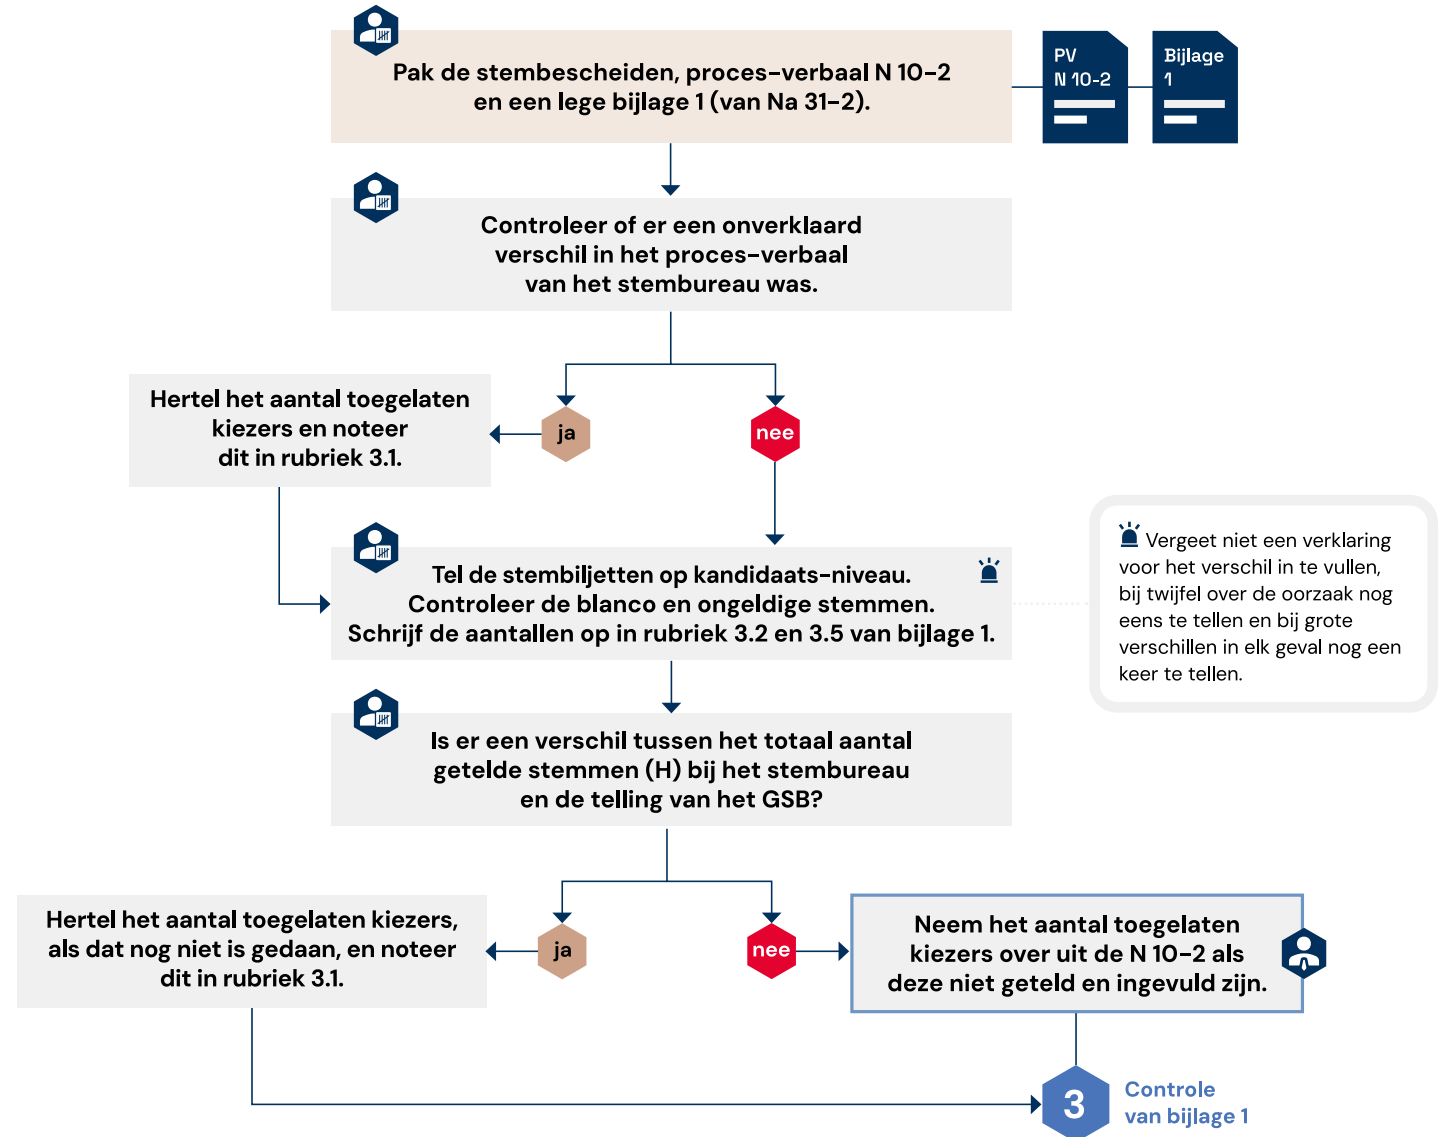 Pak de stembescheiden, proces-verbaal N 10-2
en een lege bijlage 1 (van Na 31-2).
PV
N 10-2
Bijlage
1
Controleer of er een onverklaard
verschil in het proces-verbaal
van het stembureau was.
Hertel het aantal toegelaten
kiezers en noteer
dit in rubriek 3.1.
ja
nee
Tel de stembiljetten op kandidaats-niveau.
Controleer de blanco en ongeldige stemmen.
Schrijf de aantallen op in rubriek 3.2 en 3.5 van bijlage 1.
Vergeet niet een verklaring
voor het verschil in te vullen,
bij twijfel over de oorzaak nog
eens te tellen en bij grote
verschillen in elk geval nog een
keer te tellen.
Is er een verschil tussen het totaal aantal
getelde stemmen (H) bij het stembureau
en de telling van het GSB?
Hertel het aantal toegelaten kiezers,
als dat nog niet is gedaan, en noteer
dit in rubriek 3.1.
ja
nee
Neem het aantal toegelaten
kiezers over uit de N 10-2 als
deze niet geteld en ingevuld zijn.
3
Controle
van bijlage 1